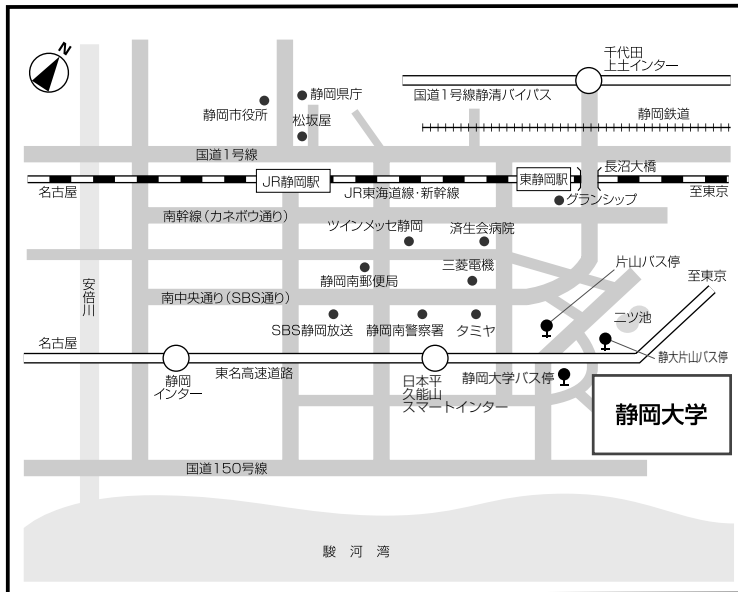 N
千代田
上土インター
国道1号線静清バイパス
静岡県庁
静岡市役所
松坂屋
静岡鉄道
国道1号線
長沼大橋
JR静岡駅
東静岡駅
名古屋
JR東海道線・新幹線
至東京
グランシップ
南幹線（カネボウ通り）
ツインメッセ静岡
済生会病院
片山バス停
静岡南郵便局
三菱電機
至東京
安倍川
南中央通り（SBS通り）
二ツ池
SBS静岡放送
静岡南警察署
タミヤ
名古屋
静大片山バス停
東名高速道路
静岡
インター
日本平
久能山
スマートインター
静岡大学バス停
静岡大学
国道150号線
駿河湾